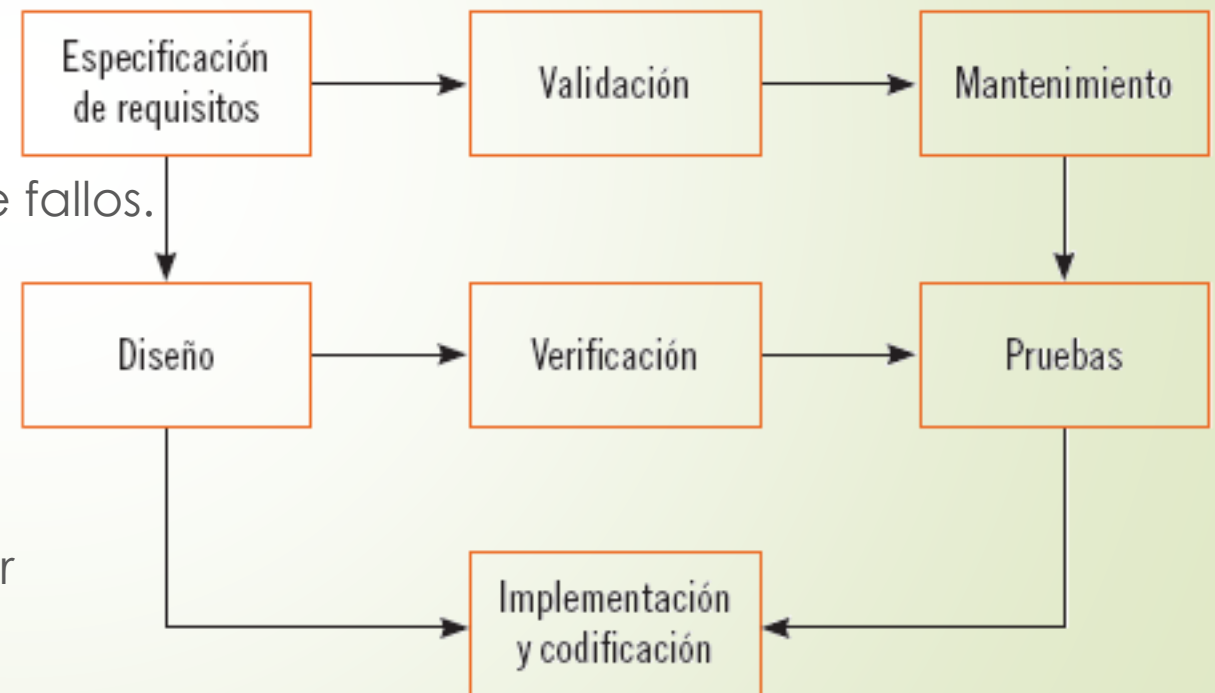 Especificación
de requisitos
Validación
Mantenimiento
fallos.
Diseño
Verificación
Pruebas
Implementación
y codificación